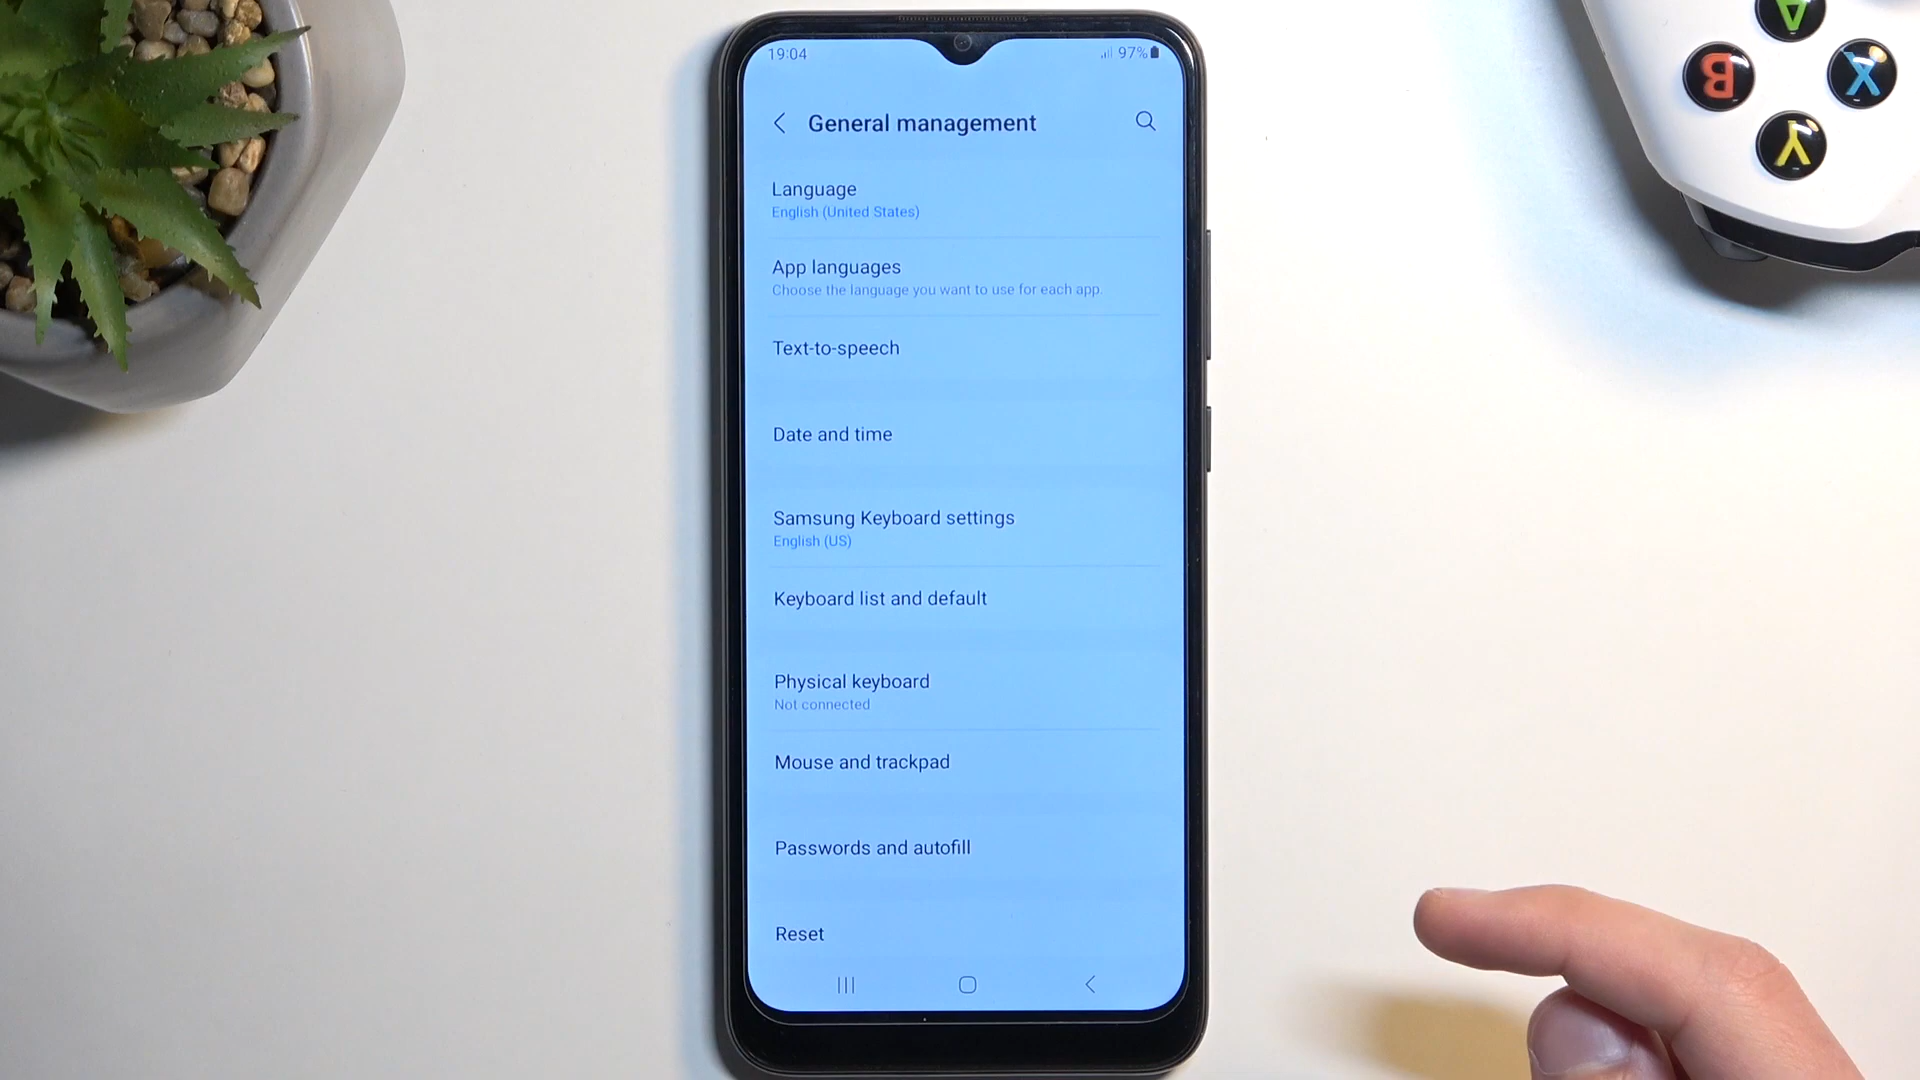 19:04 97%
General management
Language
English (United States)
App languages
Choose the language you want to use for each app.
Text-to-speech
Date and time
Samsung Keyboard settings
English (US)
Keyboard list and default
Physical keyboard
Not connected
Mouse and trackpad
Passwords and autofill
Reset
A
B
X
Y